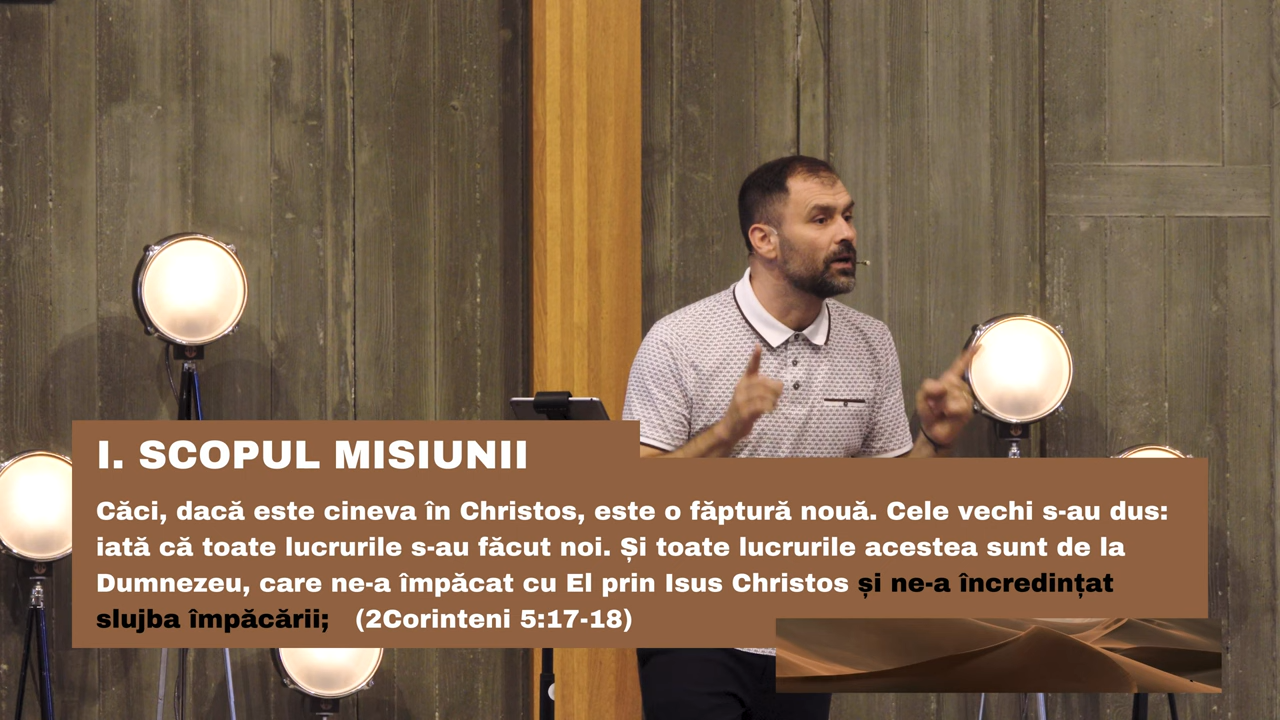 I. SCOPUL MISIUNII
Căci, dacă este cineva în Christos, este o făptură nouă. Cele vechi s-au dus:
iată că toate lucrurile s-au făcut noi. Și toate lucrurile acestea sunt de la
Dumnezeu, care ne-a împăcat cu El prin Isus Christos și ne-a încredințat
slujba împăcării; (2Corinteni 5:17-18)